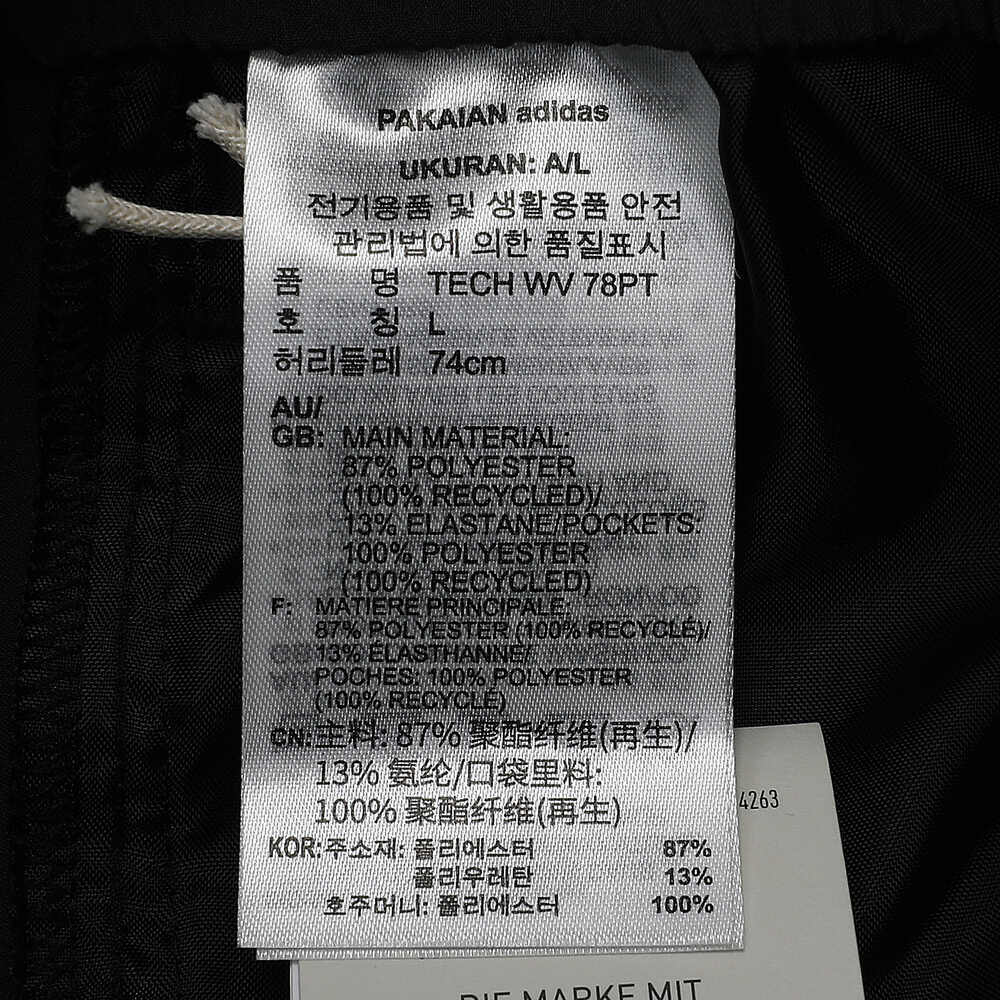 PAKAIAN adidas
UKURAN: A/L
전기용품 및 생활용품 안전
관리법에 의한 품질표시
품 명 TECH WV 78PT
호 칭 L
허리둘레 74cm
AU/
GB: MAIN MATERIAL:
87% POLYESTER
(100% RECYCLED)/
13% ELASTANE/POCKETS:
100% POLYESTER
(100% RECYCLED)
F: MATIERE PRINCIPALE:
87% POLYESTER (100% RECYCLÉ)/
13% ÉLASTHANNE/
POCHES: 100% POLYESTER
(100% RECYCLÉ)
CN: 主料: 87% 聚酯纤维(再生)/
13% 氨纶/口袋里料:
100% 聚酯纤维(再生)
4263
KOR: 주소재: 폴리에스터 87%
폴리우레탄 13%
호주머니: 폴리에스터 100%
DIE MARKE MIT